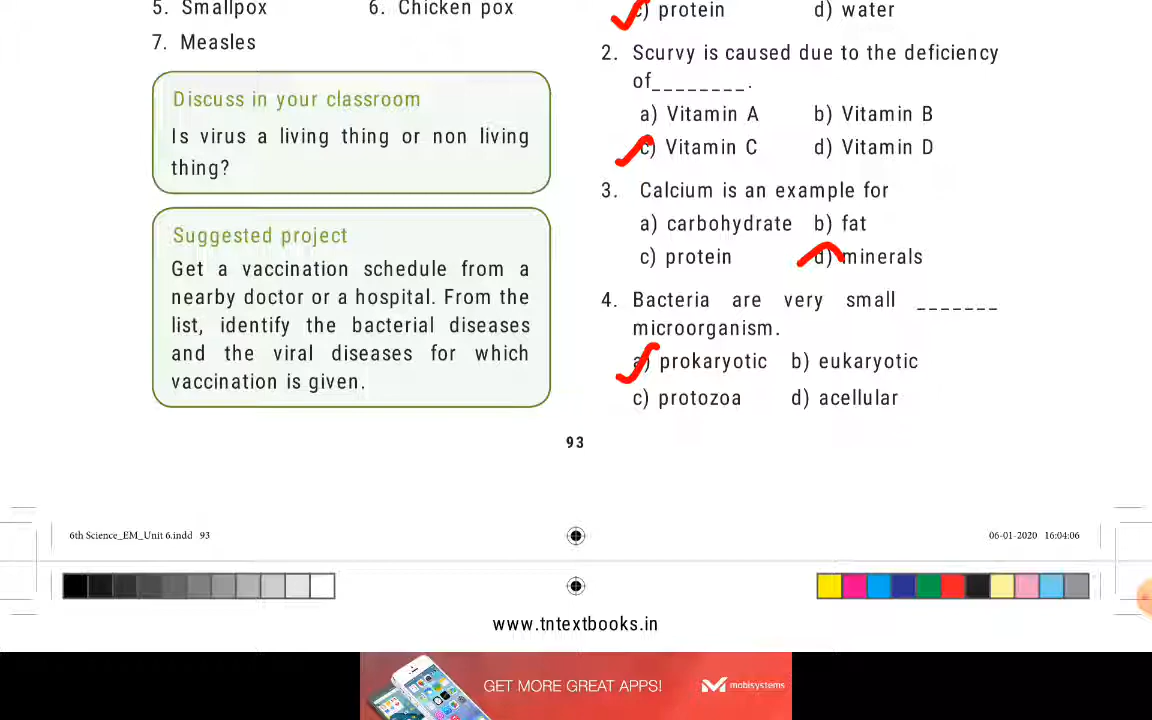 5. Smallpox 6. Chicken pox
7. Measles
Discuss in your classroom
Is virus a living thing or non living
thing?
Suggested project
Get a vaccination schedule from a
nearby doctor or a hospital. From the
list, identify the bacterial diseases
and the viral diseases for which
vaccination is given.
c) protein d) water
2. Scurvy is caused due to the deficiency
of________.
a) Vitamin A b) Vitamin B
c) Vitamin C d) Vitamin D
3. Calcium is an example for
a) carbohydrate b) fat
c) protein d) minerals
4. Bacteria are very small _______
microorganism.
a) prokaryotic b) eukaryotic
c) protozoa d) acellular
93
6th Science_EM_Unit 6.indd 93 06-01-2020 16:04:06
www.tntextbooks.in
GET MORE GREAT APPS! mobisystems